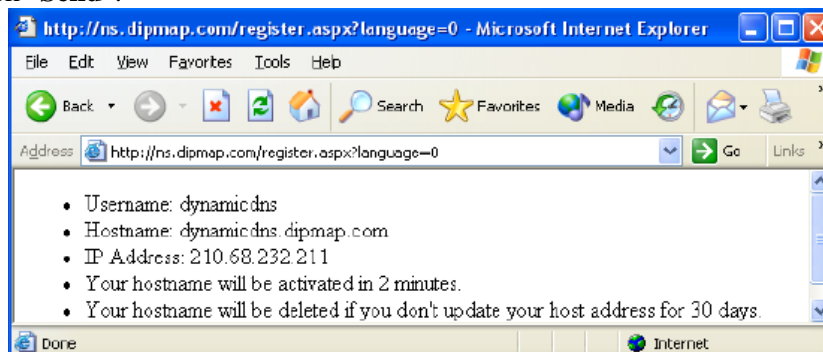 http://ns.dipmap.com/register.aspx?language=0 - Microsoft Internet Explorer
File Edit View Favorites Tools Help
Back Search Favorites Media
Address http://ns.dipmap.com/register.aspx?language=0 Go Links
Username: dynamicdns
Hostname: dynamicdns.dipmap.com
IP Address: 210.68.232.211
Your hostname will be activated in 2 minutes.
Your hostname will be deleted if you don't update your host address for 30 days.
Done Internet